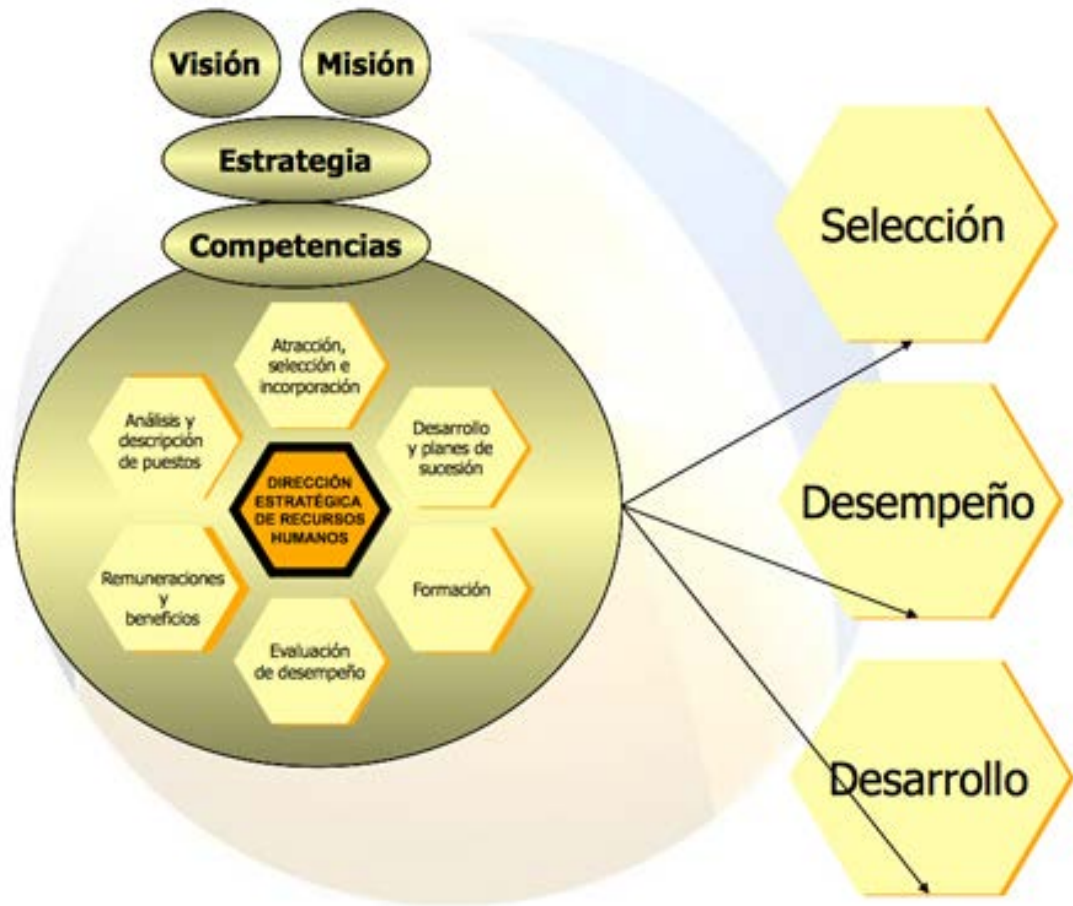 Visión
Misión
Estrategia
Competencias
Atracción,
selección e
incorporación
Análisis y
descripción
de puestos
Desarrollo
y planes de
sucesión
DIRECCIÓN
ESTRATÉGICA
DE RECURSOS
HUMANOS
Remuneraciones
y
beneficios
Formación
Evaluación
de desempeño
Selección
Desempeño
Desarrollo